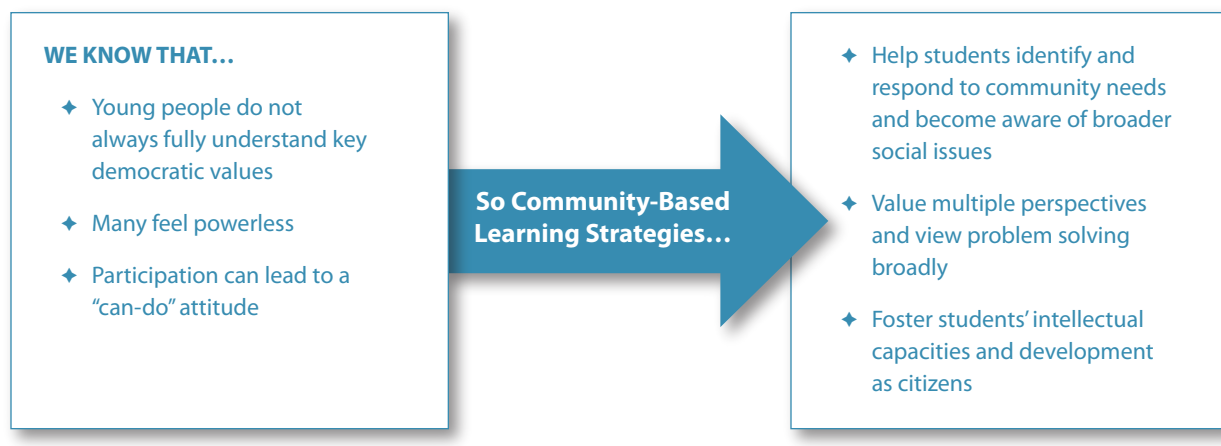 WE KNOW THAT…
✦ Young people do not
always fully understand key
democratic values
✦ Many feel powerless
✦ Participation can lead to a
“can-do” attitude
So Community-Based
Learning Strategies…
✦ Help students identify and
respond to community needs
and become aware of broader
social issues
✦ Value multiple perspectives
and view problem solving
broadly
✦ Foster students’ intellectual
capacities and development
as citizens